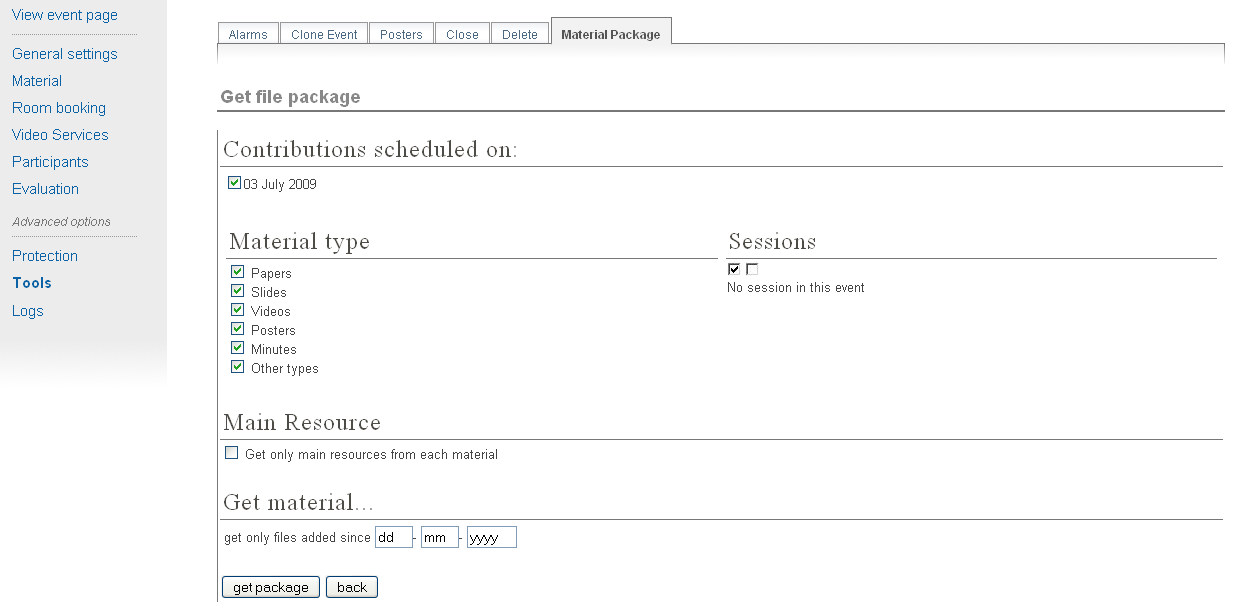 View event page
General settings
Material
Room booking
Video Services
Participants
Evaluation
Advanced options
Protection
Tools
Logs
Alarms Clone Event Posters Close Delete Material Package
Get file package
Contributions scheduled on:
03 July 2009
Material type
Papers
Slides
Videos
Posters
Minutes
Other types
Sessions
No session in this event
Main Resource
Get only main resources from each material
Get material...
get only files added since dd - mm - yyyy
get package back